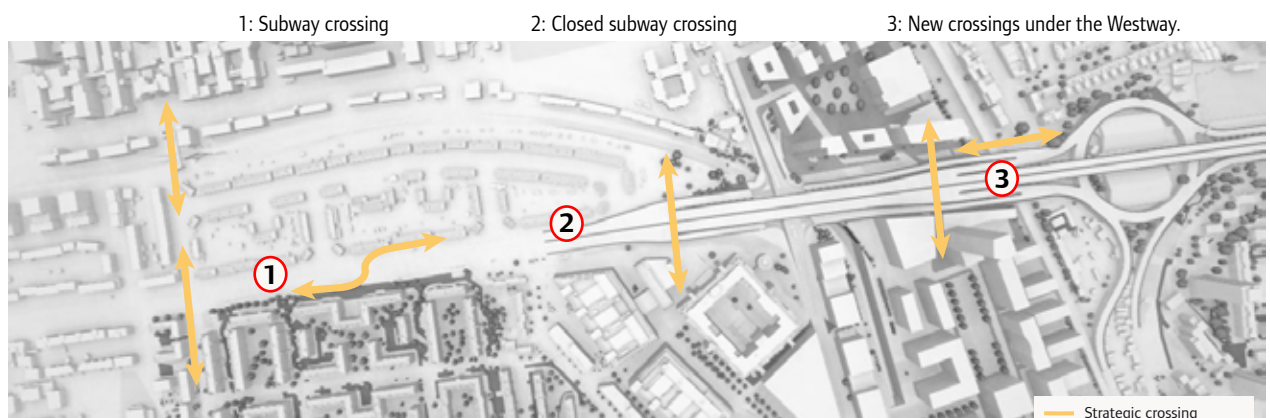 1: Subway crossing
2: Closed subway crossing
3: New crossings under the Westway.
1
2
3
Strategic crossing